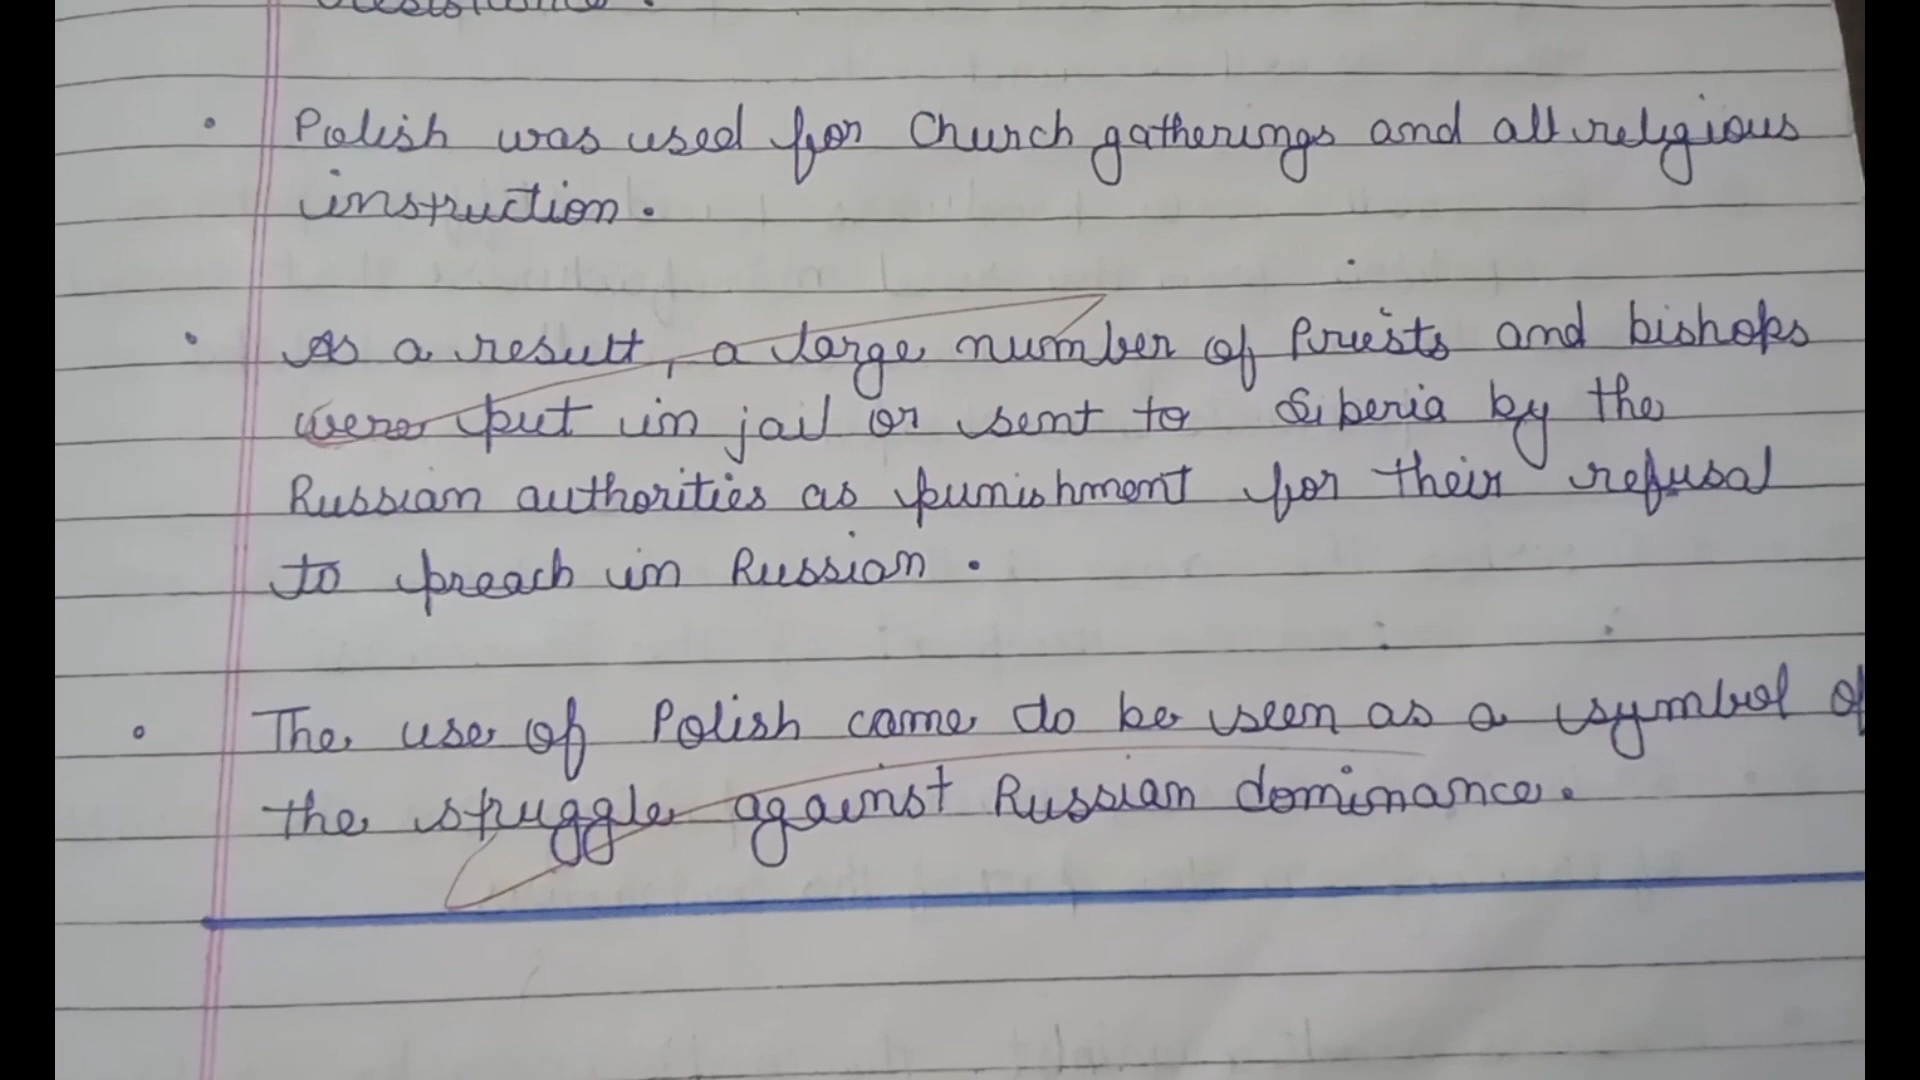 • Polish was used for Church gatherings and all religious
instruction.
• As a result, a large number of Priests and bishops
were put in jail or sent to Siberia by the
Russian authorities as punishment for their refusal
to preach in Russian.
• The use of Polish came to be seen as a symbol of
the struggle against Russian dominance.